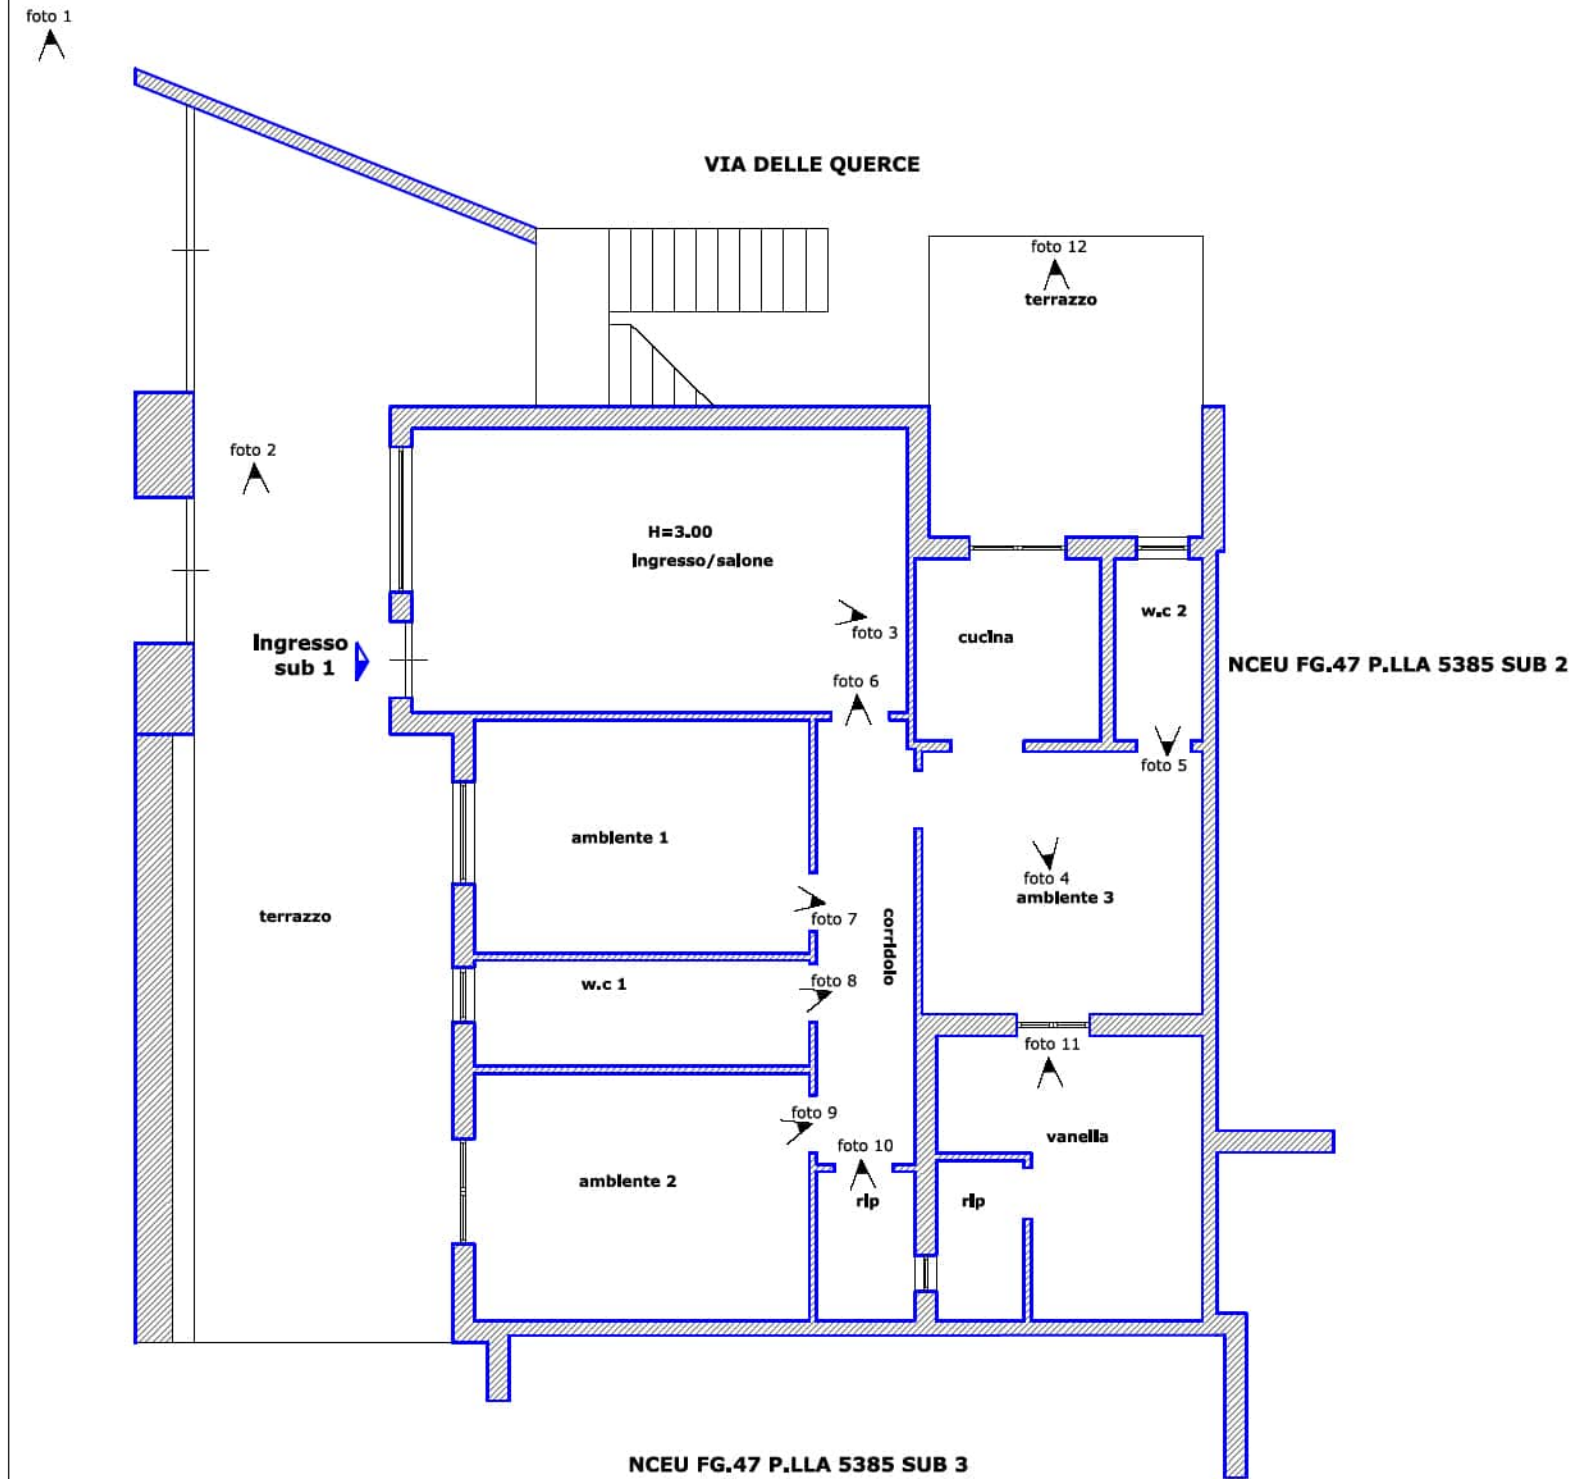 foto 1
VIA DELLE QUERCE
foto 12
terrazzo
foto 2
H=3.00
Ingresso/salone
foto 3
cucina
w.c 2
Ingresso
sub 1
NCEU FG.47 P.LLA 5385 SUB 2
foto 6
foto 5
ambiente 1
foto 4
ambiente 3
terrazzo
foto 7
corridoio
w.c 1
foto 8
foto 11
foto 9
vanella
foto 10
ambiente 2
rip
rip
NCEU FG.47 P.LLA 5385 SUB 3